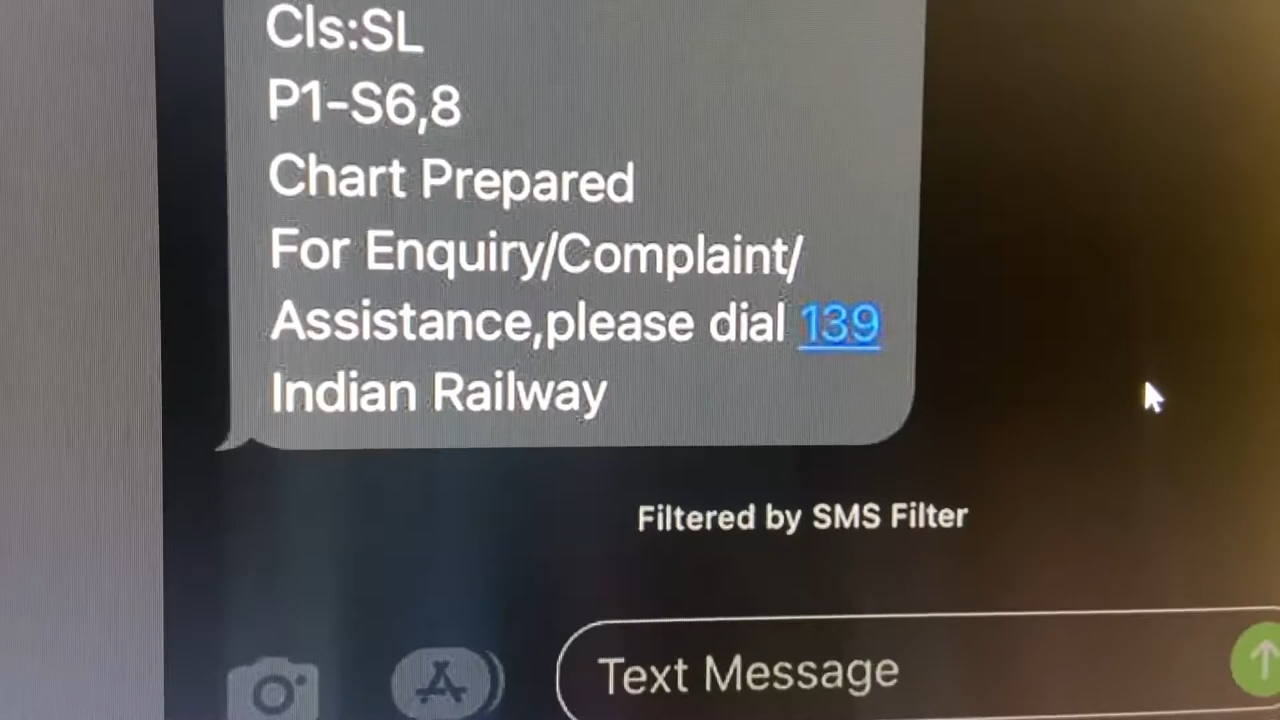 Cls:SL
P1-S6,8
Chart Prepared
For Enquiry/Complaint/
Assistance,please dial 139
Indian Railway
Filtered by SMS Filter
Text Message